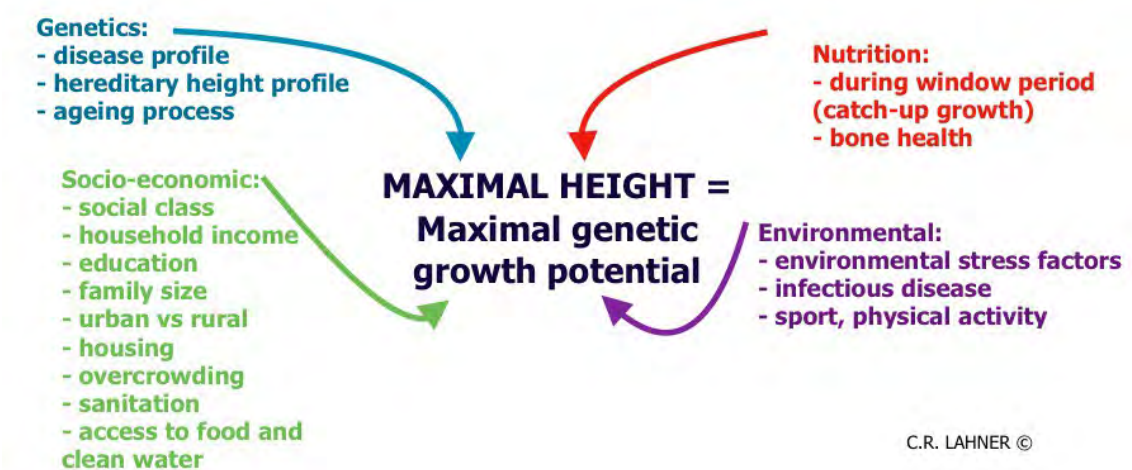 Genetics:
- disease profile
- hereditary height profile
- ageing process
Nutrition:
- during window period
(catch-up growth)
- bone health
MAXIMAL HEIGHT =
Maximal genetic
growth potential
Socio-economic:
- social class
- household income
- education
- family size
- urban vs rural
- housing
- overcrowding
- sanitation
- access to food and
clean water
Environmental:
- environmental stress factors
- infectious disease
- sport, physical activity
C.R. LAHNER ©